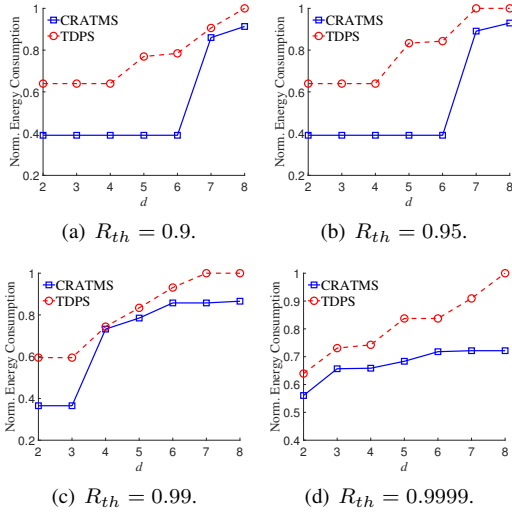 1
0.8
0.6
0.4
0.2
Norm. Energy Consumption
CRATMS
TDPS
2 3 4 5 6 7 8
d
(a) R_th = 0.9.
1
0.8
0.6
0.4
0.2
Norm. Energy Consumption
CRATMS
TDPS
2 3 4 5 6 7 8
d
(b) R_th = 0.95.
1
0.8
0.6
0.4
0.2
Norm. Energy Consumption
CRATMS
TDPS
2 3 4 5 6 7 8
d
(c) R_th = 0.99.
1
0.9
0.8
0.7
0.6
0.5
0.4
Norm. Energy Consumption
CRATMS
TDPS
2 3 4 5 6 7 8
d
(d) R_th = 0.9999.